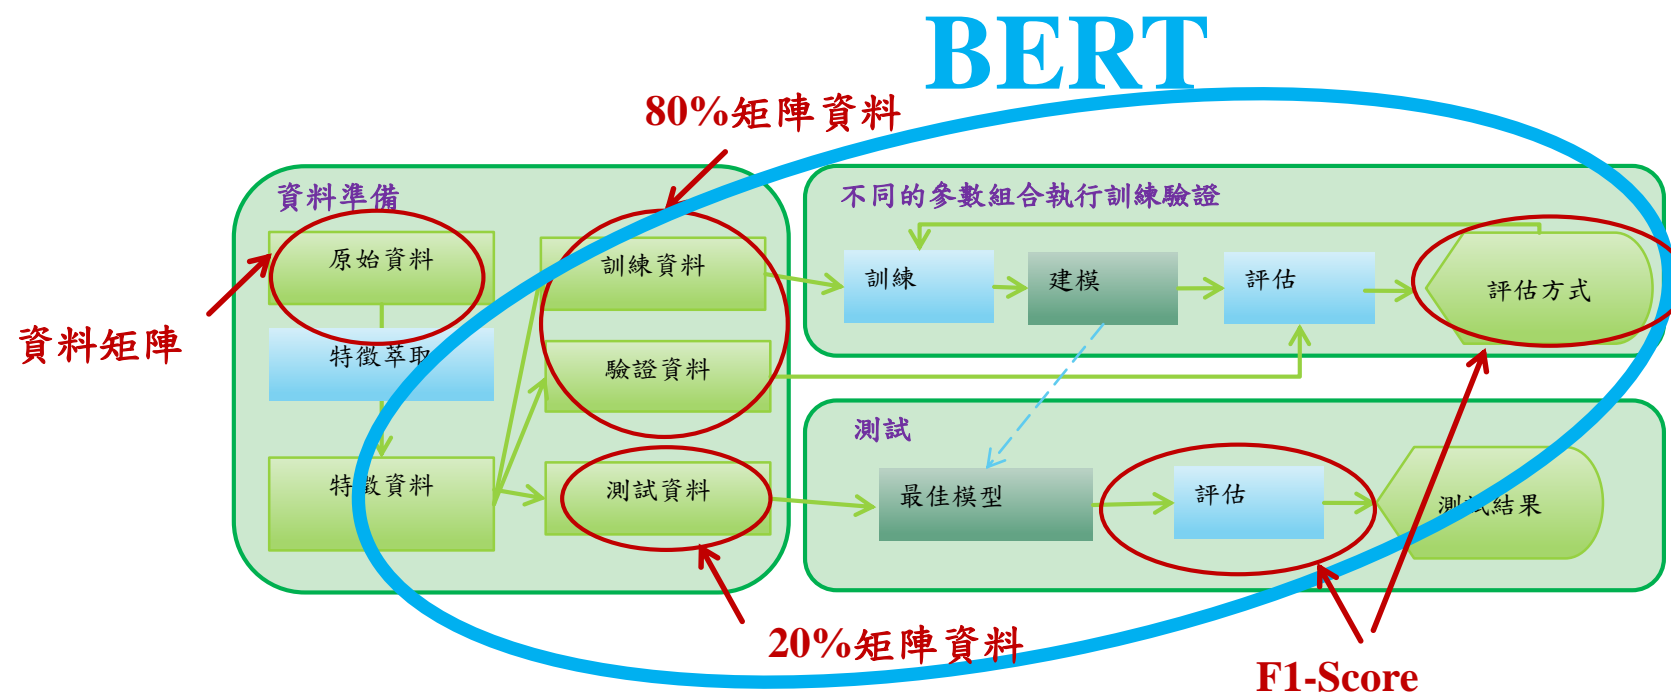 BERT
80%矩陣資料
資料準備
原始資料
特徵萃取
特徵資料
訓練資料
驗證資料
測試資料
資料矩陣
20%矩陣資料
不同的參數組合執行訓練驗證
訓練
建模
評估
評估方式
測試
最佳模型
評估
測試結果
F1-Score